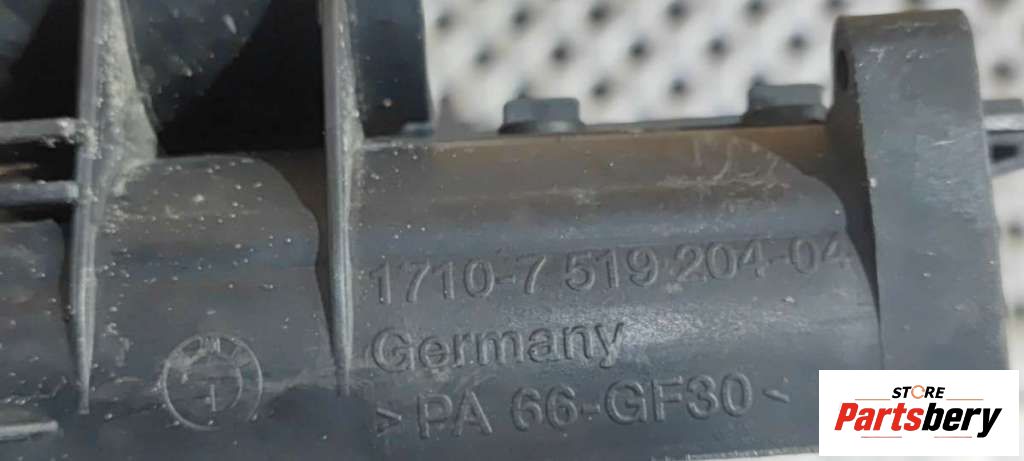 1710-7 519 204-04
Germany
>PA 66-GF30<
STORE
Partsbery